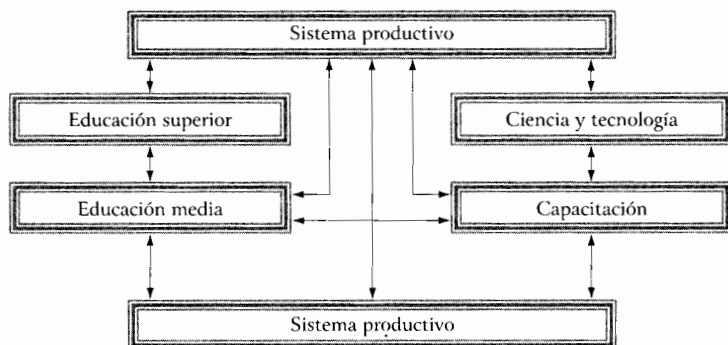 Sistema productivo
Educación superior
Ciencia y tecnología
Educación media
Capacitación
Sistema productivo